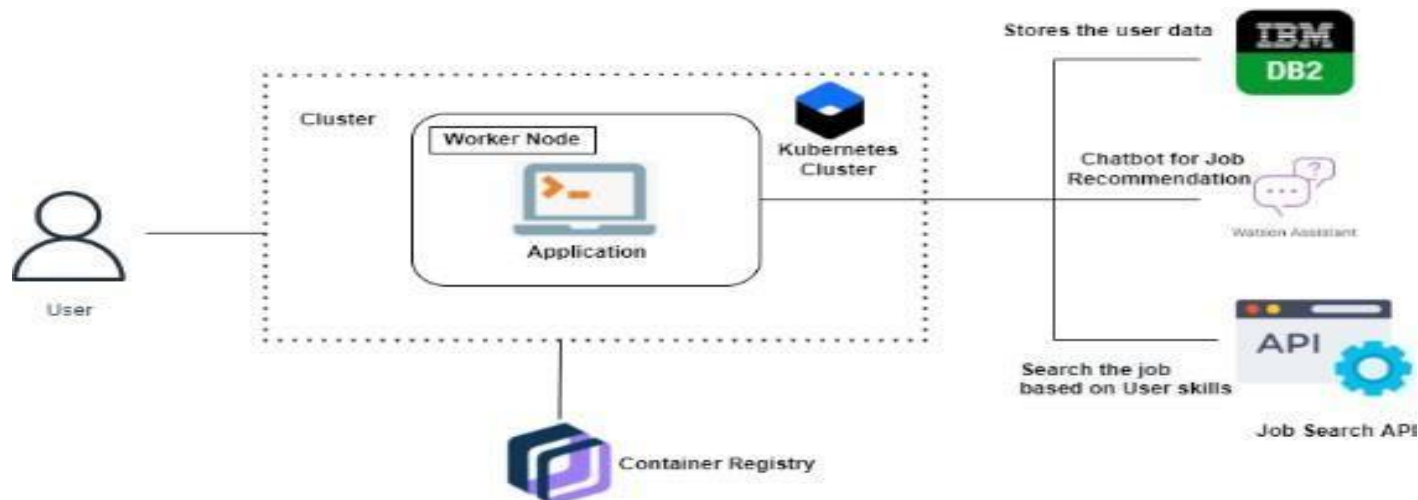 Stores the user data
IBM
DB2
Cluster
Worker Node
Kubernetes
Cluster
Application
Chatbot for Job
Recommendation
Watson Assistant
User
API
Search the job
based on User skills
Job Search API
Container Registry